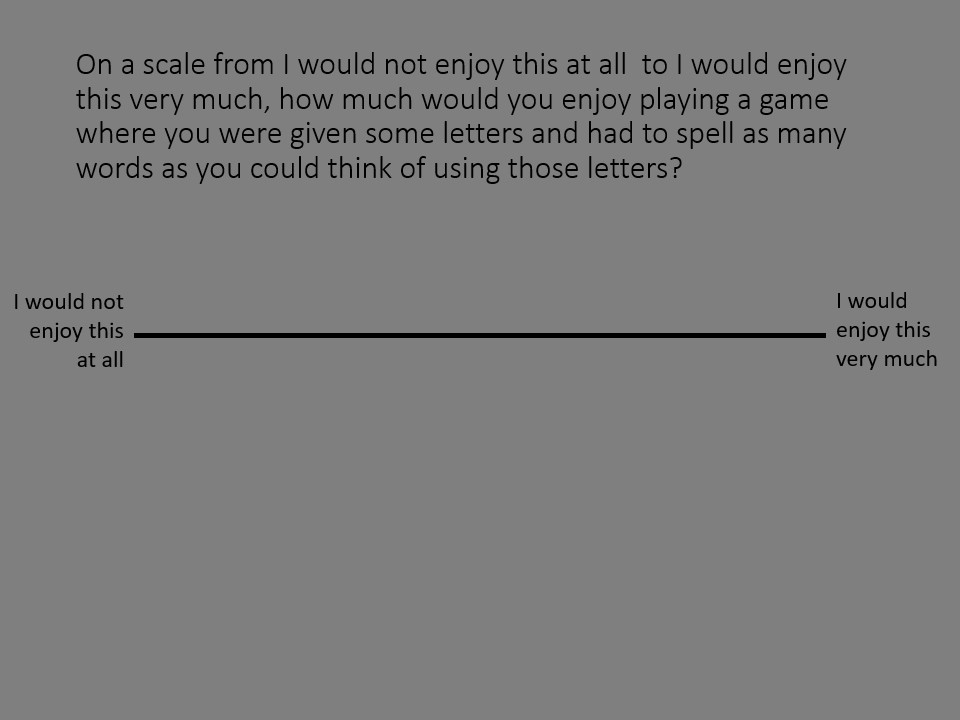 On a scale from I would not enjoy this at all  to I would enjoy
this very much, how much would you enjoy playing a game
where you were given some letters and had to spell as many
words as you could think of using those letters?
I would not
enjoy this
at all
I would
enjoy this
very much